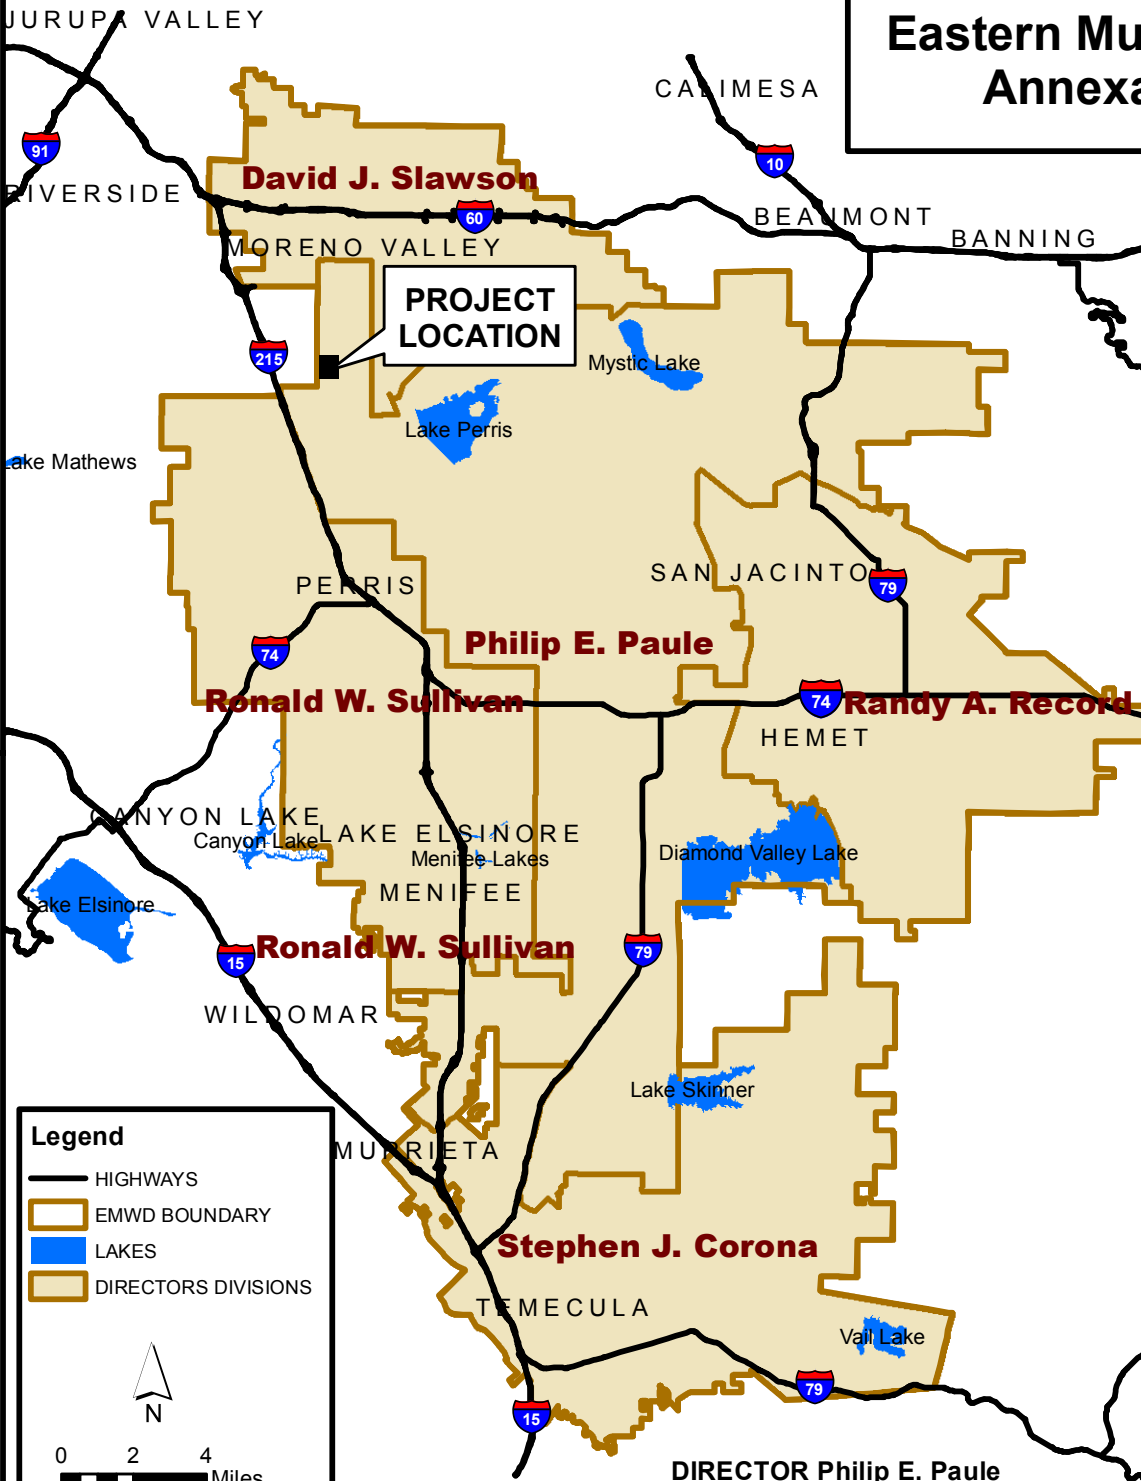 JURUPA VALLEY
Eastern Mu
Annexa
CALIMESA
91
10
RIVERSIDE
David J. Slawson
60
BEAUMONT
BANNING
MORENO VALLEY
PROJECT
LOCATION
215
Mystic Lake
Lake Perris
Lake Mathews
SAN JACINTO
79
PERRIS
74
Philip E. Paule
Ronald W. Sullivan
74
Randy A. Record
HEMET
CANYON LAKE
Canyon Lake
LAKE ELSINORE
Menifee Lakes
Diamond Valley Lake
MENIFEE
Lake Elsinore
15
Ronald W. Sullivan
79
WILDOMAR
Lake Skinner
MURRIETA
Stephen J. Corona
TEMECULA
Vail Lake
79
15
Legend
HIGHWAYS
EMWD BOUNDARY
LAKES
DIRECTORS DIVISIONS
N
0 2 4
Miles
DIRECTOR Philip E. Paule